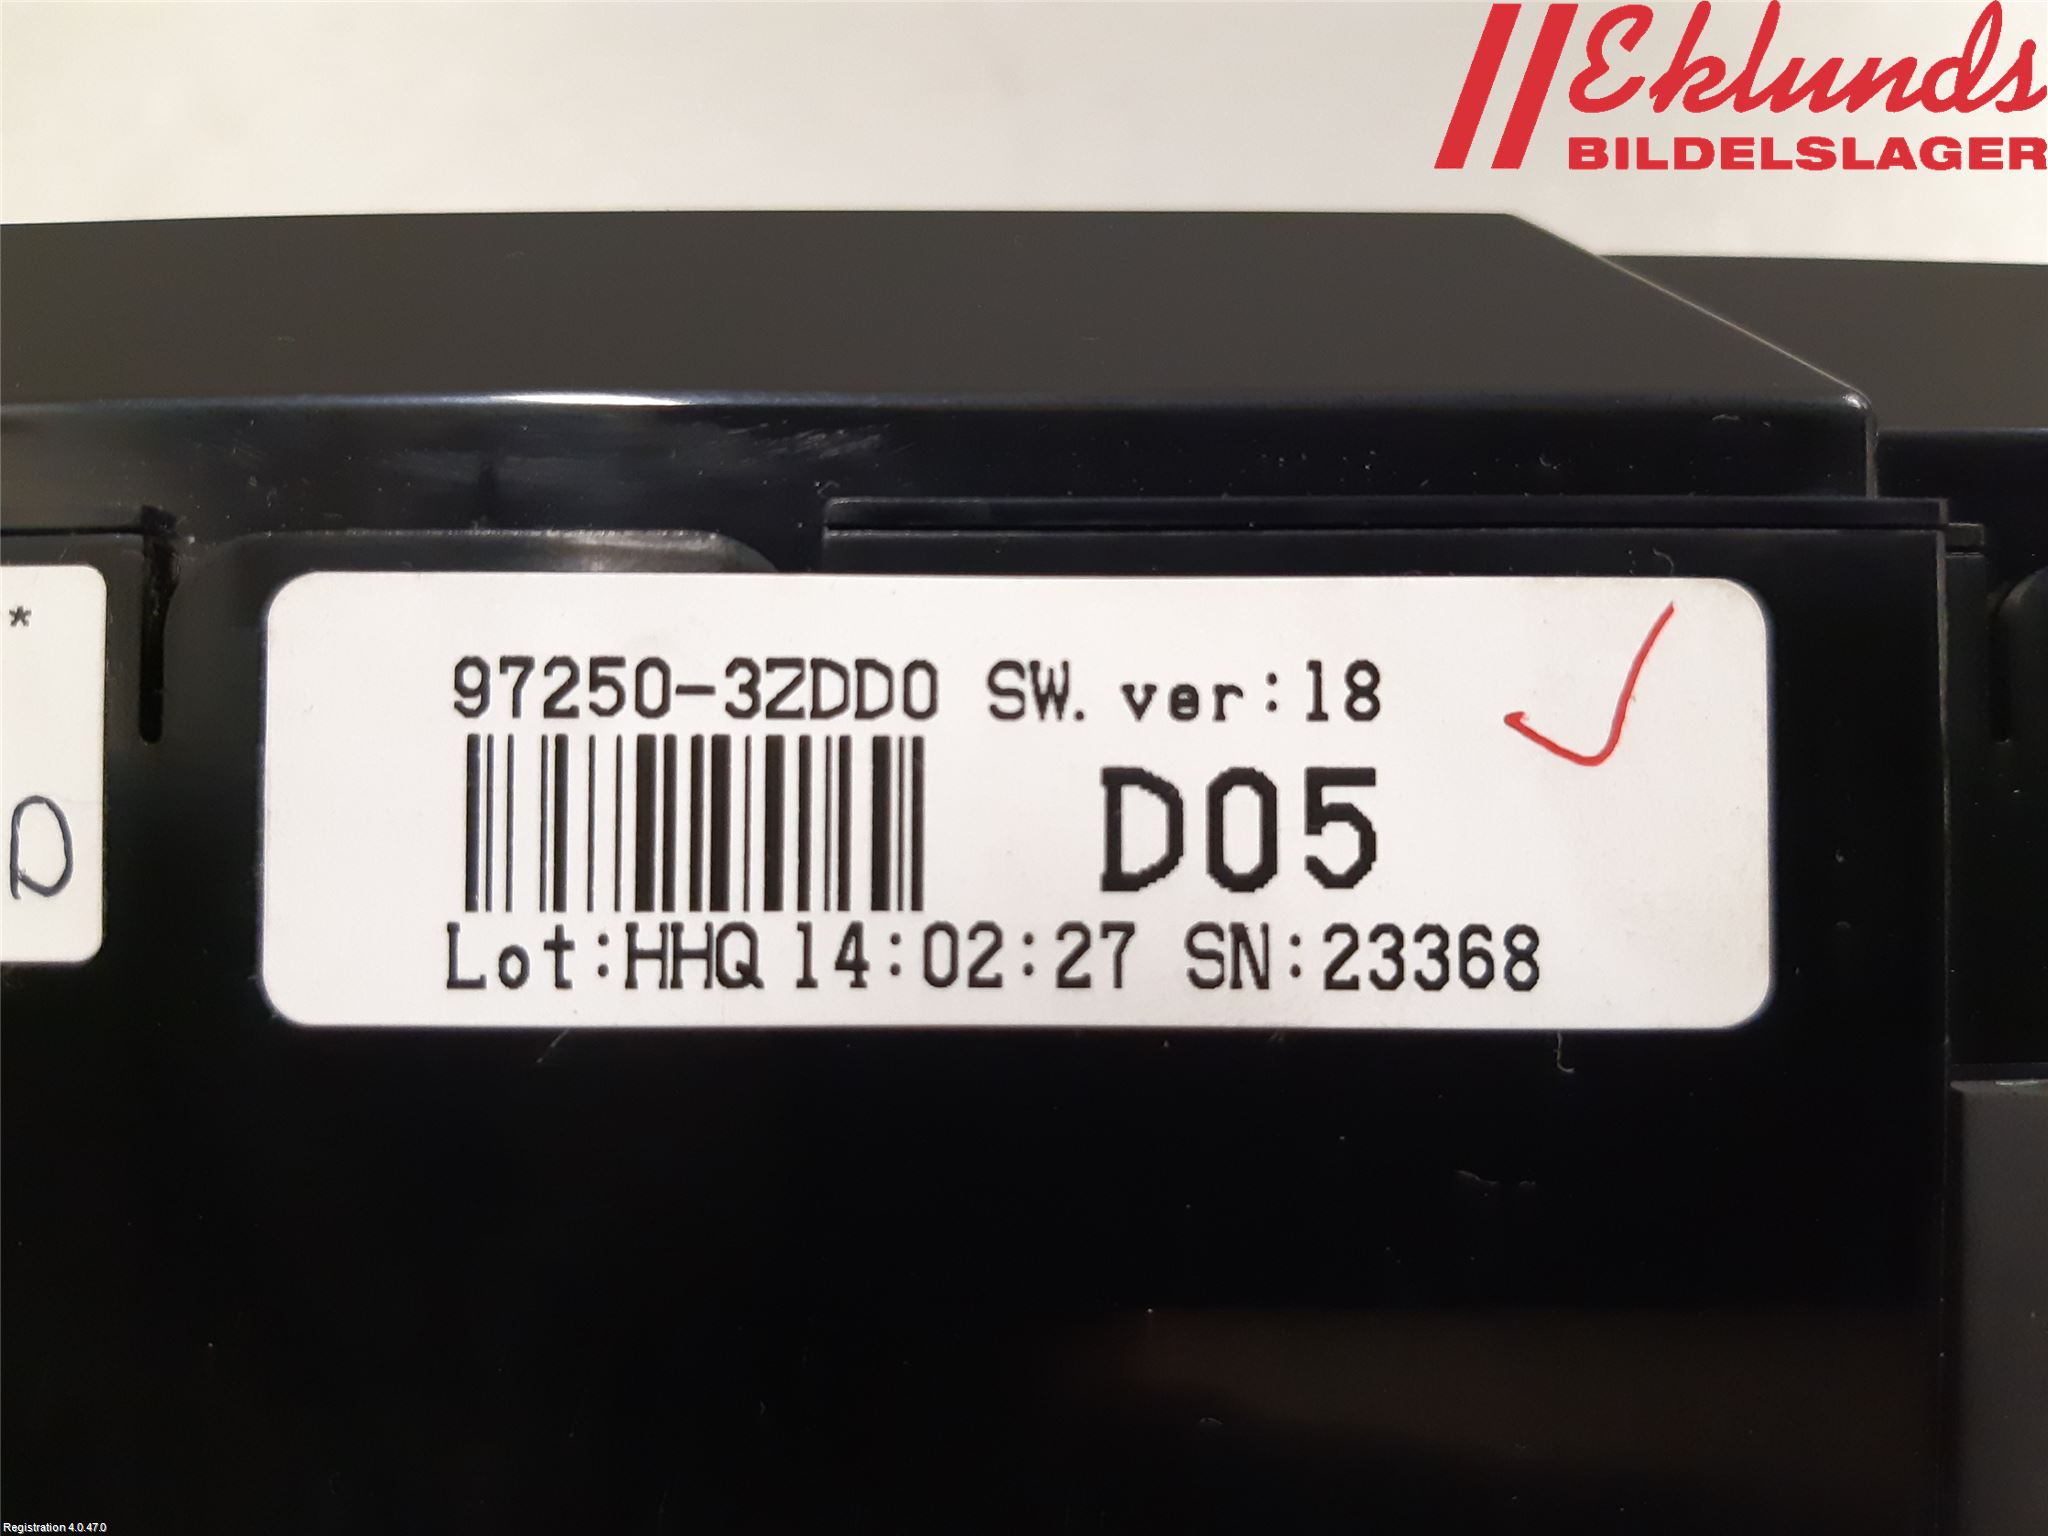 Eklunds
BILDELSLAGER
*
D
97250-3ZDD0 SW. ver:18
D05
Lot:HHQ 14:02:27 SN:23368
Registration 4.0.47.0